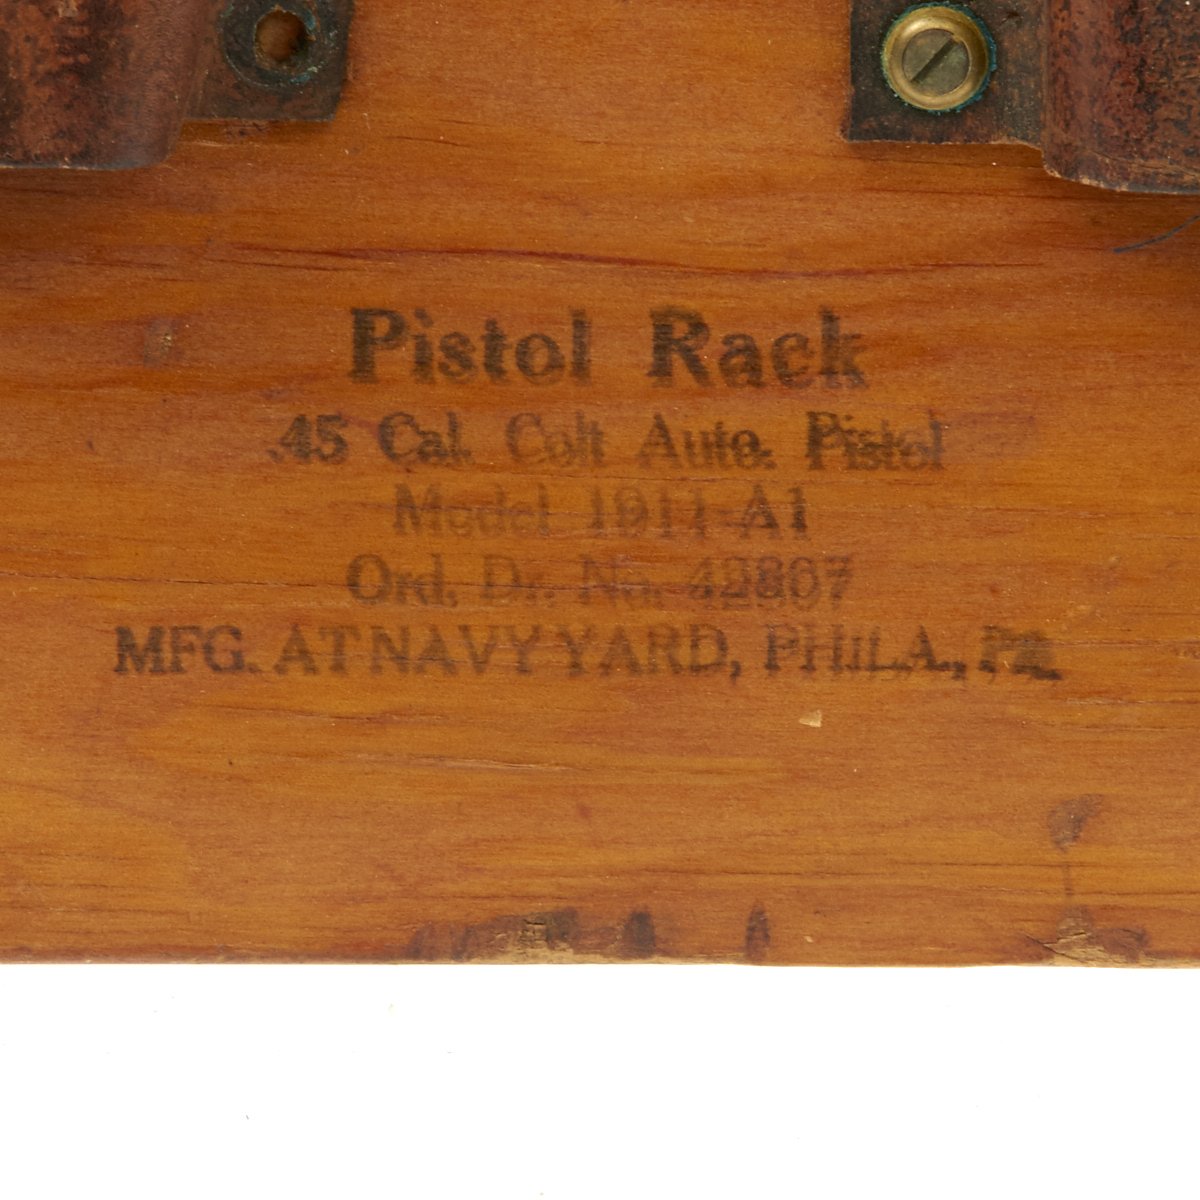 Pistol Rack
.45 Cal. Colt Auto. Pistol
Model 1911-A1
Ord. Dr. No. 42807
MFG. AT NAVY YARD, PHILA., PA.